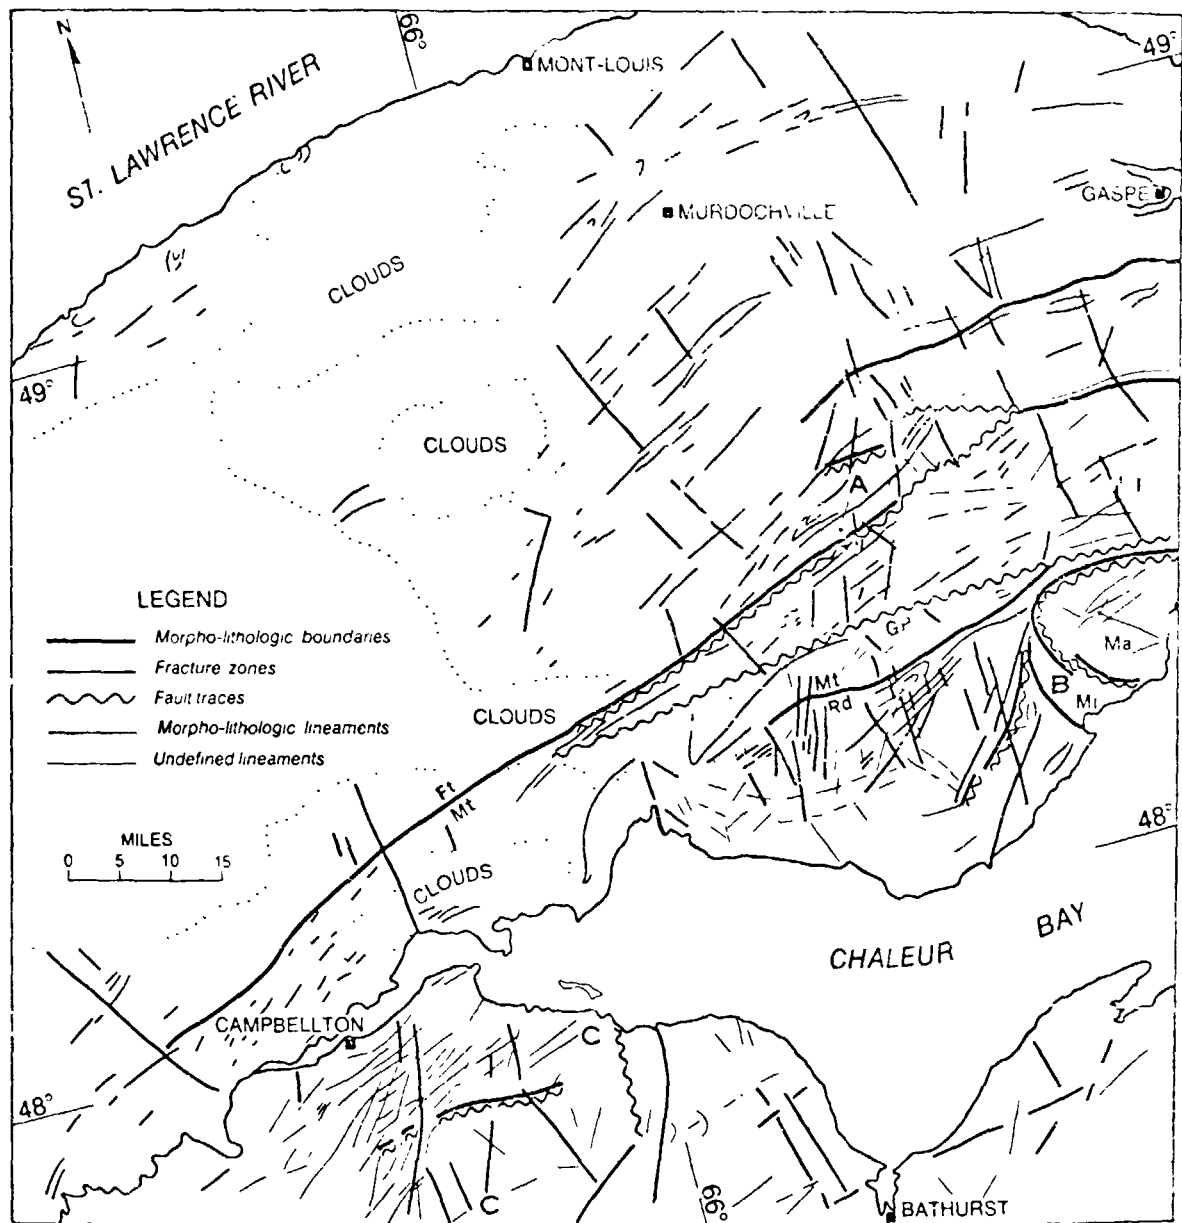 N
66°
ST. LAWRENCE RIVER
MONT-LOUIS
49°
GASPE
MURDOCHVILLE
CLOUDS
49°
CLOUDS
A
LEGEND
Morpho-lithologic boundaries
Fracture zones
Fault traces
Morpho-lithologic lineaments
Undefined lineaments
GP
Ma
B
Mt
Rd
CLOUDS
Ft
Mt
MILES
0 5 10 15
48°
CLOUDS
CHALEUR BAY
CAMPBELLTON
C
48°
C
66°
BATHURST